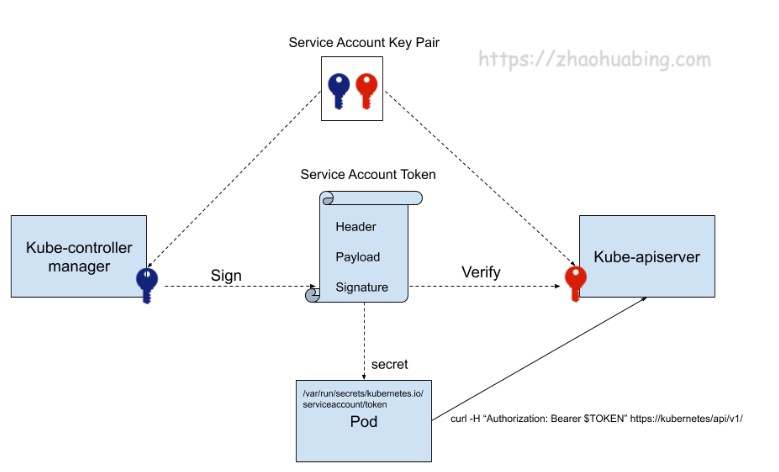 Service Account Key Pair
https://zhaohuabing.com
Service Account Token
Header
Payload
Signature
Kube-controller
manager
Sign
Verify
Kube-apiserver
secret
/var/run/secrets/kubernetes.io/
serviceaccount/token
Pod
curl -H “Authorization: Bearer $TOKEN” https://kubernetes/api/v1/